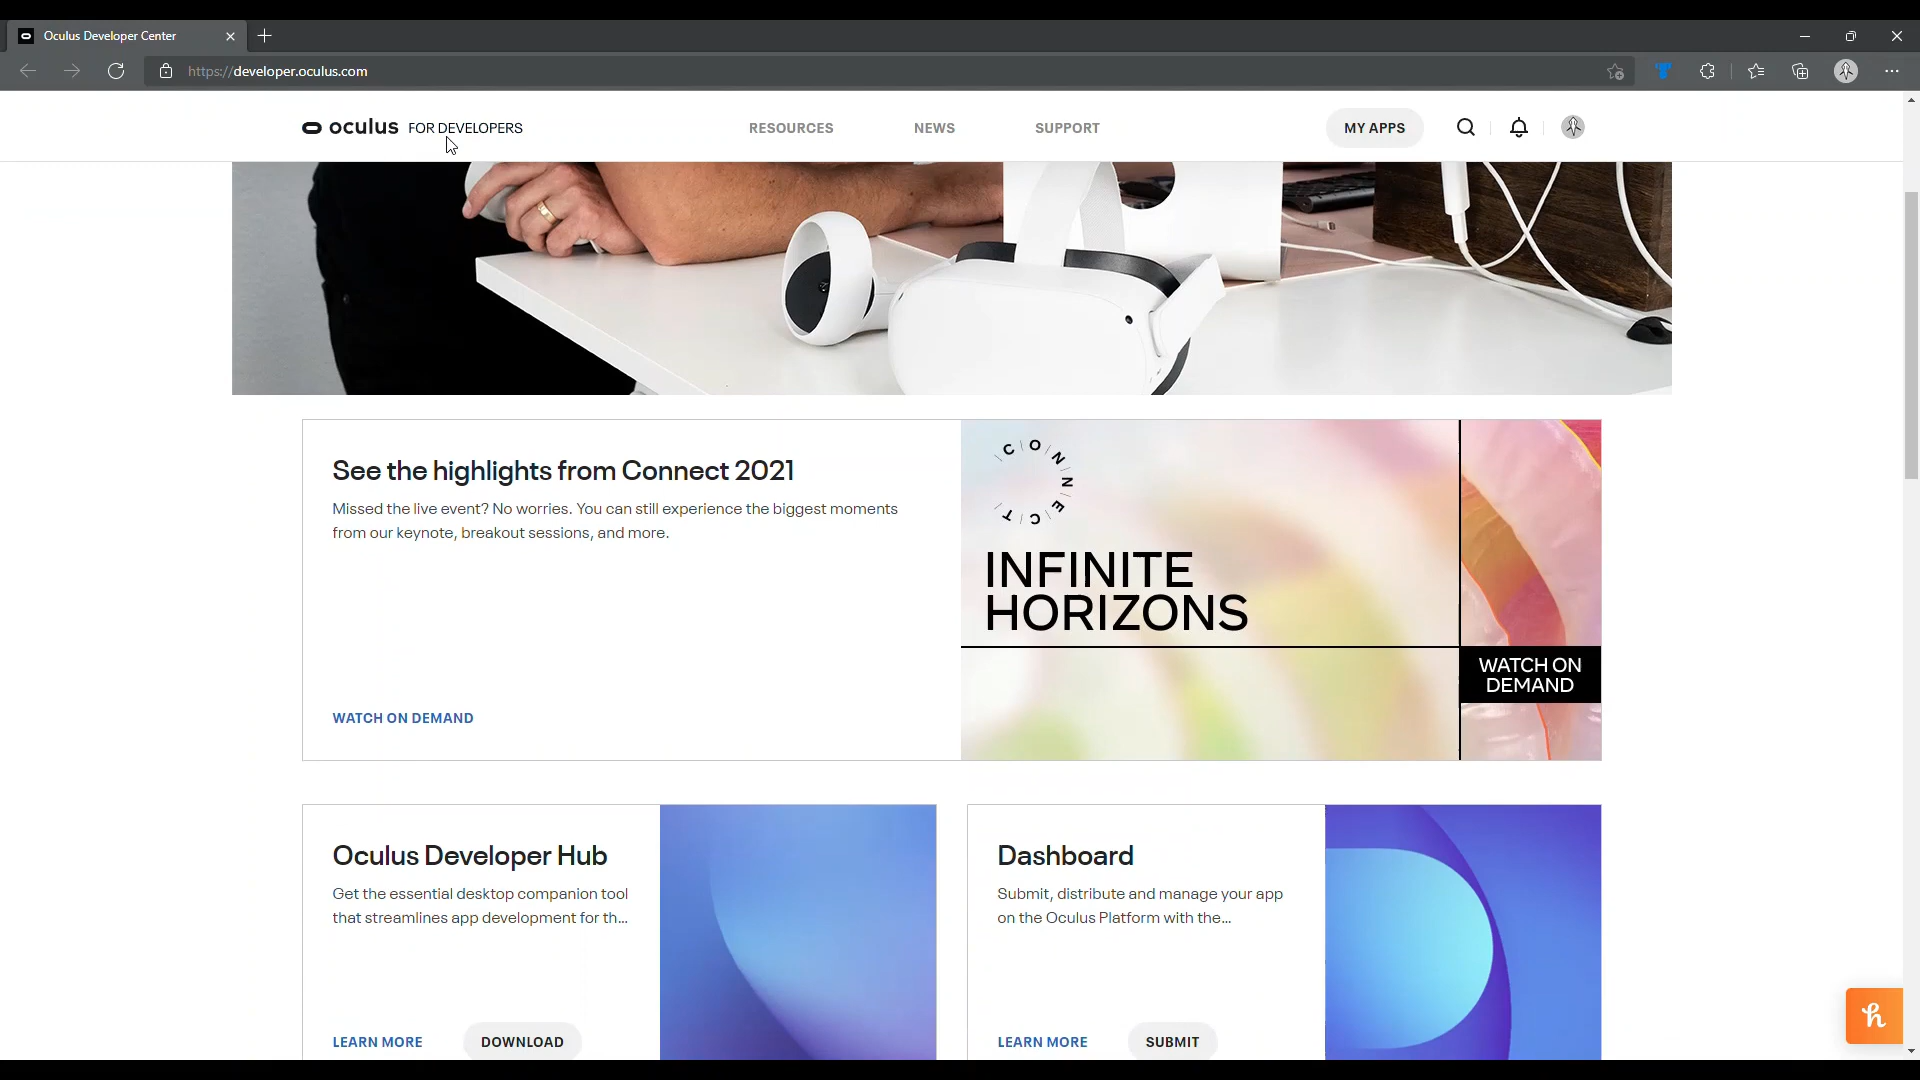 Oculus Developer Center
https://developer.oculus.com
oculus FOR DEVELOPERS
RESOURCES
NEWS
SUPPORT
MY APPS
See the highlights from Connect 2021
Missed the live event? No worries. You can still experience the biggest moments
from our keynote, breakout sessions, and more.
WATCH ON DEMAND
CONNECT
INFINITE
HORIZONS
WATCH ON
DEMAND
Oculus Developer Hub
Get the essential desktop companion tool
that streamlines app development for th...
LEARN MORE
DOWNLOAD
Dashboard
Submit, distribute and manage your app
on the Oculus Platform with the...
LEARN MORE
SUBMIT
h